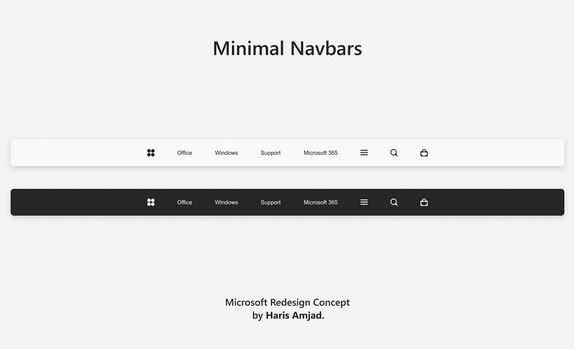 Minimal Navbars
Office Windows Support Microsoft 365
Office Windows Support Microsoft 365
Microsoft Redesign Concept
by Haris Amjad.